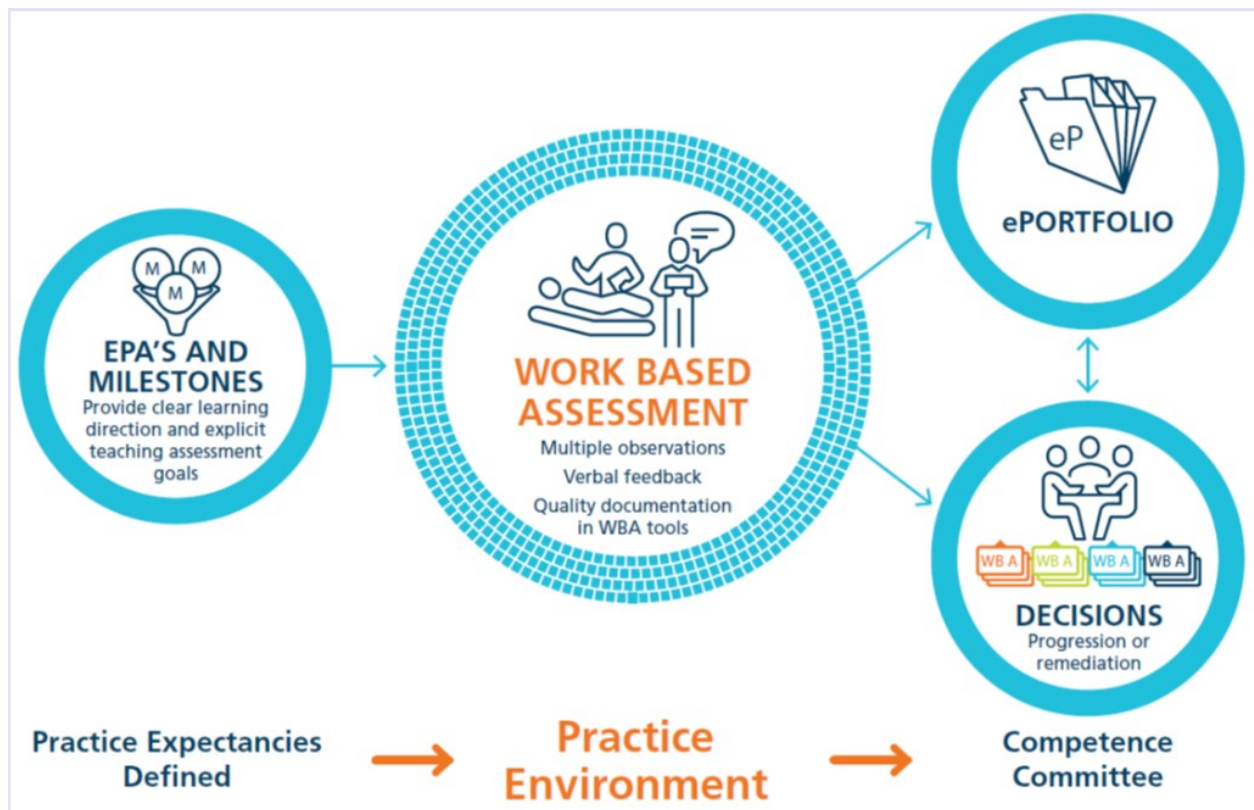 M M
M
EPA'S AND
MILESTONES
Provide clear learning
direction and explicit
teaching assessment
goals
WORK BASED
ASSESSMENT
Multiple observations
Verbal feedback
Quality documentation
in WBA tools
eP
ePORTFOLIO
WB A WB A WB A WB A
DECISIONS
Progression or
remediation
Practice Expectancies
Defined
Practice
Environment
Competence
Committee